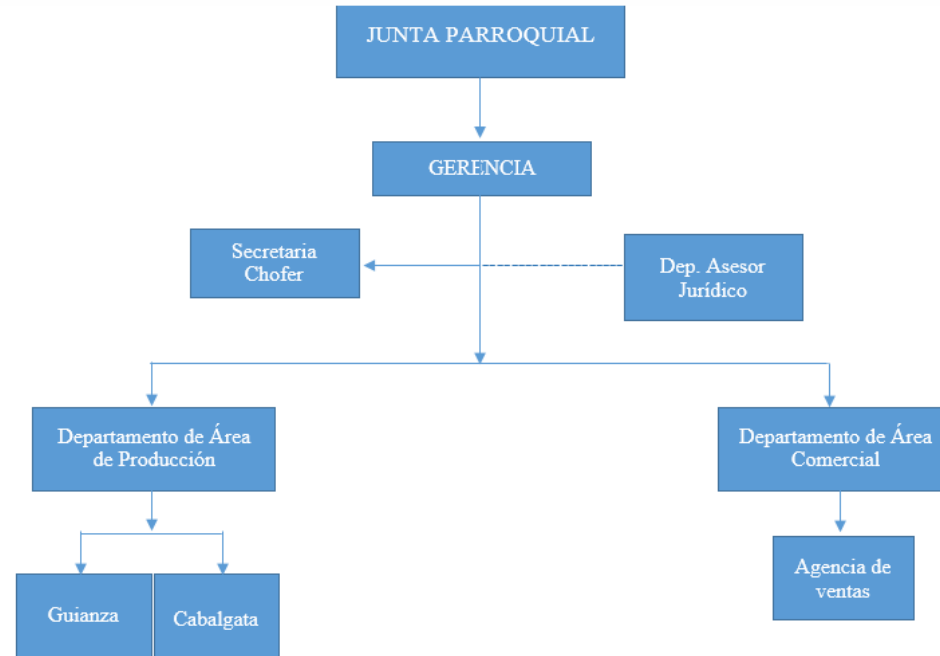 JUNTA PARROQUIAL
GERENCIA
Secretaria
Chofer
Dep. Asesor
Jurídico
Departamento de Área
de Producción
Departamento de Área
Comercial
Guianza
Cabalgata
Agencia de
ventas